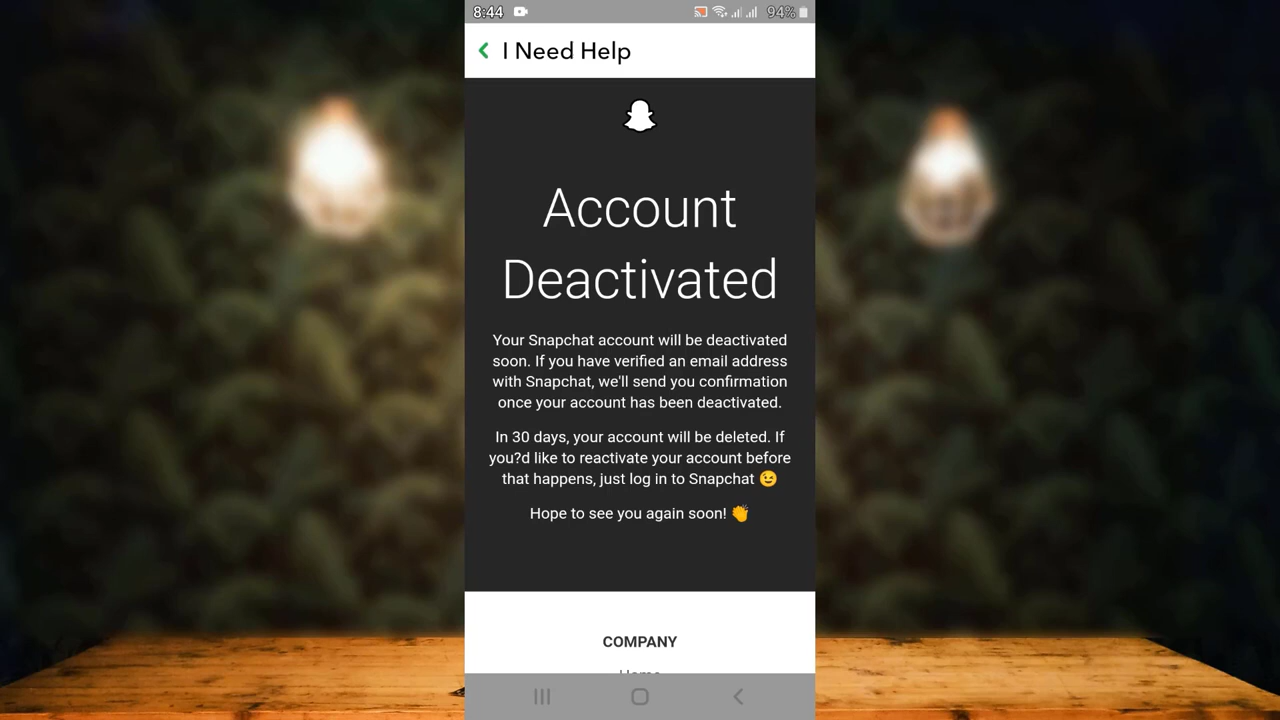 8:44 94%
I Need Help
Account
Deactivated
Your Snapchat account will be deactivated
soon. If you have verified an email address
with Snapchat, we'll send you confirmation
once your account has been deactivated.
In 30 days, your account will be deleted. If
you?d like to reactivate your account before
that happens, just log in to Snapchat 😉
Hope to see you again soon! 👏
COMPANY